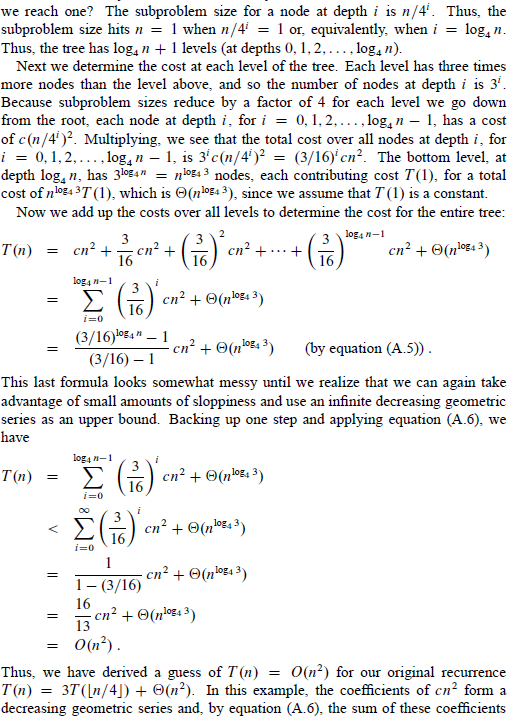 we reach one? The subproblem size for a node at depth i is n/4^i. Thus, the
subproblem size hits n = 1 when n/4^i = 1 or, equivalently, when i = log_4 n.
Thus, the tree has log_4 n + 1 levels (at depths 0, 1, 2, . . . , log_4 n).
Next we determine the cost at each level of the tree. Each level has three times
more nodes than the level above, and so the number of nodes at depth i is 3^i.
Because subproblem sizes reduce by a factor of 4 for each level we go down
from the root, each node at depth i, for i = 0, 1, 2, . . . , log_4 n − 1, has a cost
of c(n/4^i)^2. Multiplying, we see that the total cost over all nodes at depth i, for
i = 0, 1, 2, . . . , log_4 n − 1, is 3^i c(n/4^i)^2 = (3/16)^i cn^2. The bottom level, at
depth log_4 n, has 3^{log_4 n} = n^{log_4 3} nodes, each contributing cost T(1), for a total
cost of n^{log_4 3} T(1), which is Θ(n^{log_4 3}), since we assume that T(1) is a constant.
Now we add up the costs over all levels to determine the cost for the entire tree:
T(n) = cn^2 + \frac{3}{16} cn^2 + \left(\frac{3}{16}\right)^2 cn^2 + ··· + \left(\frac{3}{16}\right)^{log_4 n−1} cn^2 + Θ(n^{log_4 3})
= \sum_{i=0}^{log_4 n−1} \left(\frac{3}{16}\right)^i cn^2 + Θ(n^{log_4 3})
= \frac{(3/16)^{log_4 n} − 1}{(3/16) − 1} cn^2 + Θ(n^{log_4 3}) (by equation (A.5)) .
This last formula looks somewhat messy until we realize that we can again take
advantage of small amounts of sloppiness and use an infinite decreasing geometric
series as an upper bound. Backing up one step and applying equation (A.6), we
have
T(n) = \sum_{i=0}^{log_4 n−1} \left(\frac{3}{16}\right)^i cn^2 + Θ(n^{log_4 3})
< \sum_{i=0}^{∞} \left(\frac{3}{16}\right)^i cn^2 + Θ(n^{log_4 3})
= \frac{1}{1 − (3/16)} cn^2 + Θ(n^{log_4 3})
= \frac{16}{13} cn^2 + Θ(n^{log_4 3})
= O(n^2) .
Thus, we have derived a guess of T(n) = O(n^2) for our original recurrence
T(n) = 3T(⌊n/4⌋) + Θ(n^2). In this example, the coefficients of cn^2 form a
decreasing geometric series and, by equation (A.6), the sum of these coefficients